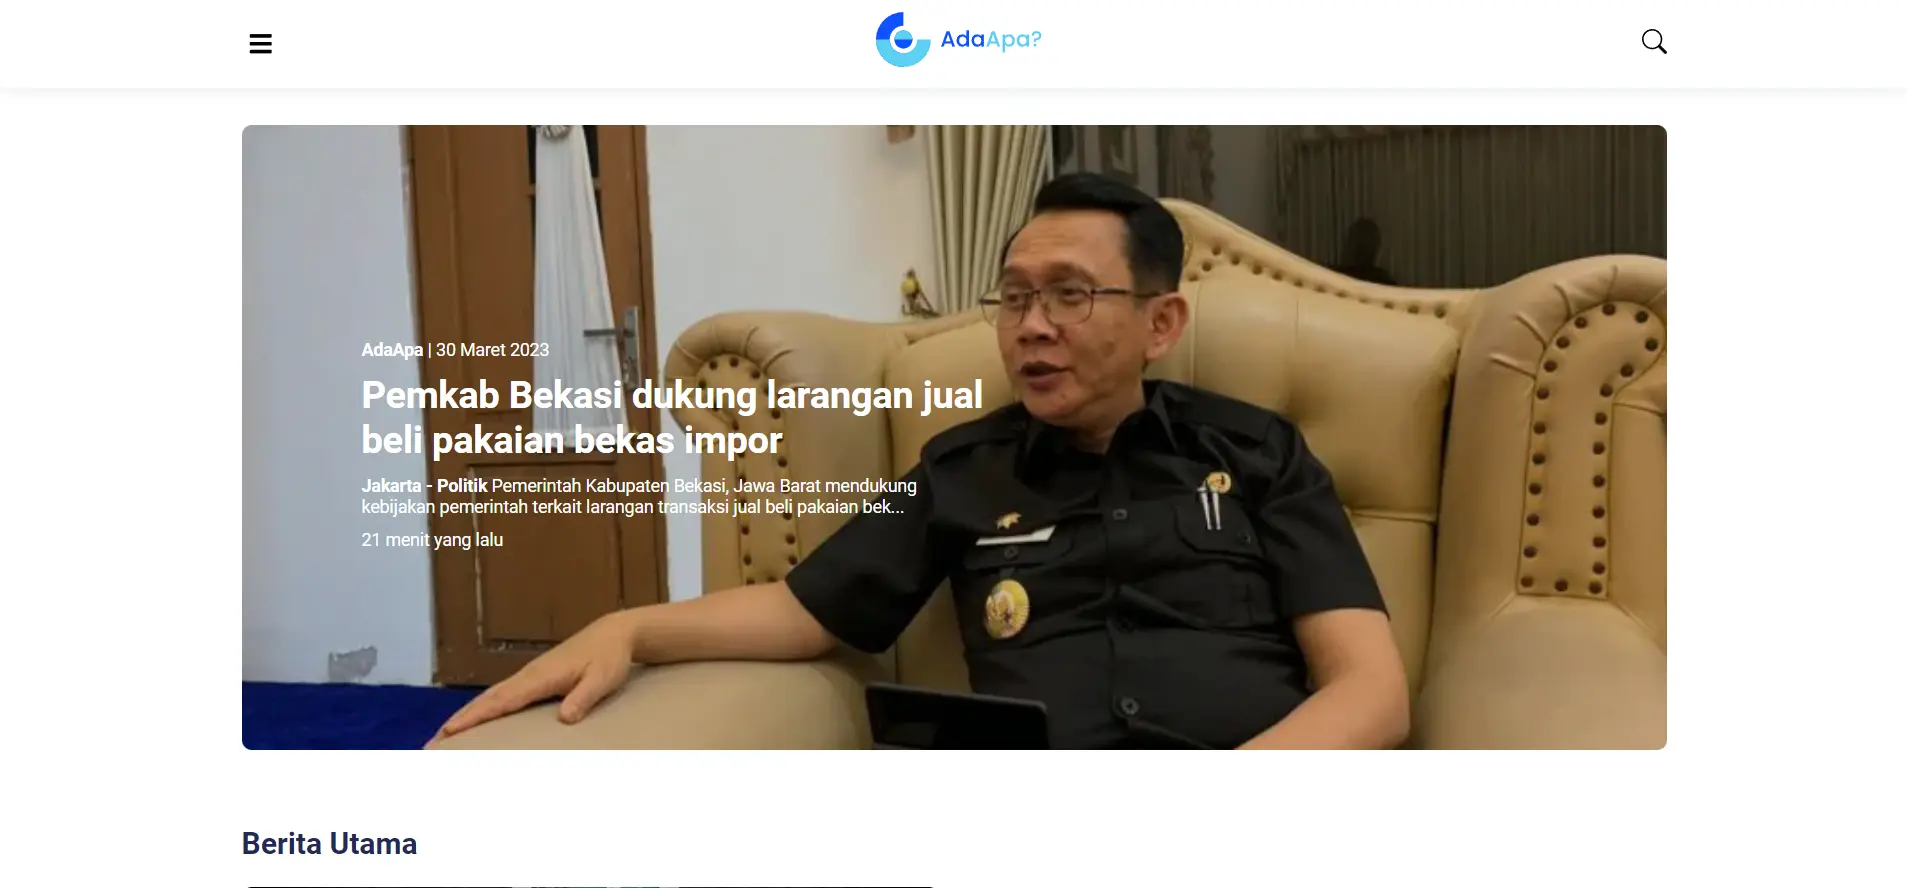 AdaApa?
AdaApa | 30 Maret 2023
Pemkab Bekasi dukung larangan jual
beli pakaian bekas impor
Jakarta - Politik Pemerintah Kabupaten Bekasi, Jawa Barat mendukung
kebijakan pemerintah terkait larangan transaksi jual beli pakaian bek...
21 menit yang lalu
Berita Utama